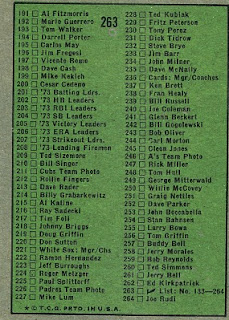 263
191 □ Al Fitzmorris
192 □ Mario Guerrero
193 □ Tom Walker
194 □ Darrell Porter
195 □ Carlos May
196 □ Jim Fregosi
197 □ Vicente Romo
198 □ Dave Cash
199 □ Mike Kekich
200 □ Cesar Cedeno
201 □ '73 Batting Ldrs.
202 □ '73 HR Leaders
203 □ '73 RBI Leaders
204 □ '73 SB Leaders
205 □ '73 Victory Leaders
206 □ '73 ERA Leaders
207 □ '73 Strikeout Ldrs.
208 □ '73 Leading Firemen
209 □ Ted Sizemore
210 □ Bill Singer
211 □ Cubs Team Photo
212 □ Rollie Fingers
213 □ Dave Rader
214 □ Billy Grabarkewitz
215 □ Al Kaline
216 □ Ray Sadecki
217 □ Tim Foli
218 □ Johnny Briggs
219 □ Doug Griffin
220 □ Don Sutton
221 □ White Sox: Mgr/Chs
222 □ Ramon Hernandez
223 □ Jeff Burroughs
224 □ Roger Metzger
225 □ Paul Splittorff
226 □ Padres Team Photo
227 □ Mike Lum
228 □ Ted Kubiak
229 □ Fritz Peterson
230 □ Tony Perez
231 □ Dick Tidrow
232 □ Steve Brye
233 □ Jim Barr
234 □ John Milner
235 □ Dave McNally
236 □ Cards: Mgr/Coaches
237 □ Ken Brett
238 □ Fran Healy
239 □ Bill Russell
240 □ Joe Coleman
241 □ Glenn Beckert
242 □ Bill Gogolewski
243 □ Bob Oliver
244 □ Carl Morton
245 □ Cleon Jones
246 □ A's Team Photo
247 □ Rick Miller
248 □ Tom Hall
249 □ George Mitterwald
250 □ Willie McCovey
251 □ Graig Nettles
252 □ Dave Parker
253 □ John Boccabella
254 □ Stan Bahnsen
255 □ Larry Bowa
256 □ Tom Griffin
257 □ Buddy Bell
258 □ Jerry Morales
259 □ Bob Reynolds
260 □ Ted Simmons
261 □ Jerry Bell
262 □ Ed Kirkpatrick
263 ✓ List: No. 133—264
264 □ Joe Rudi
★ © T.C.G. PRTD. IN U.S.A.